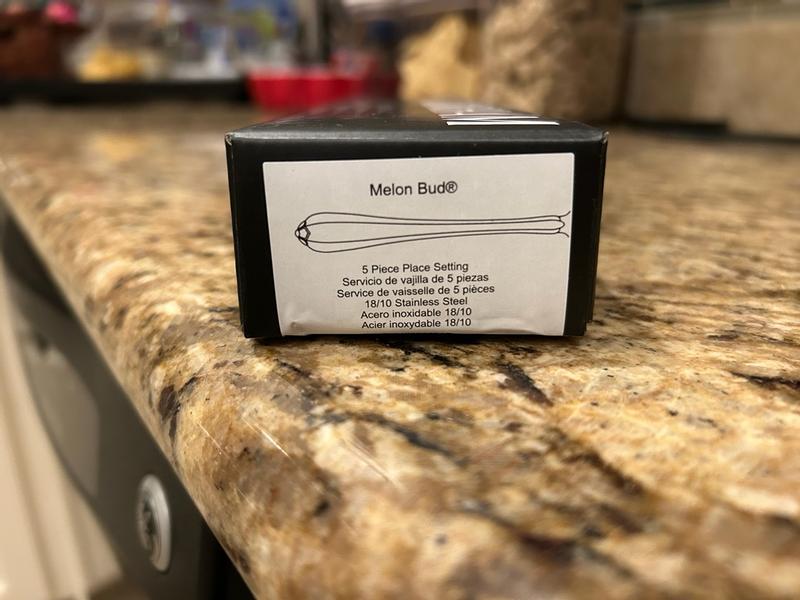 Melon Bud®
5 Piece Place Setting
Servicio de vajilla de 5 piezas
Service de vaisselle de 5 pièces
18/10 Stainless Steel
Acero inoxidable 18/10
Acier inoxydable 18/10